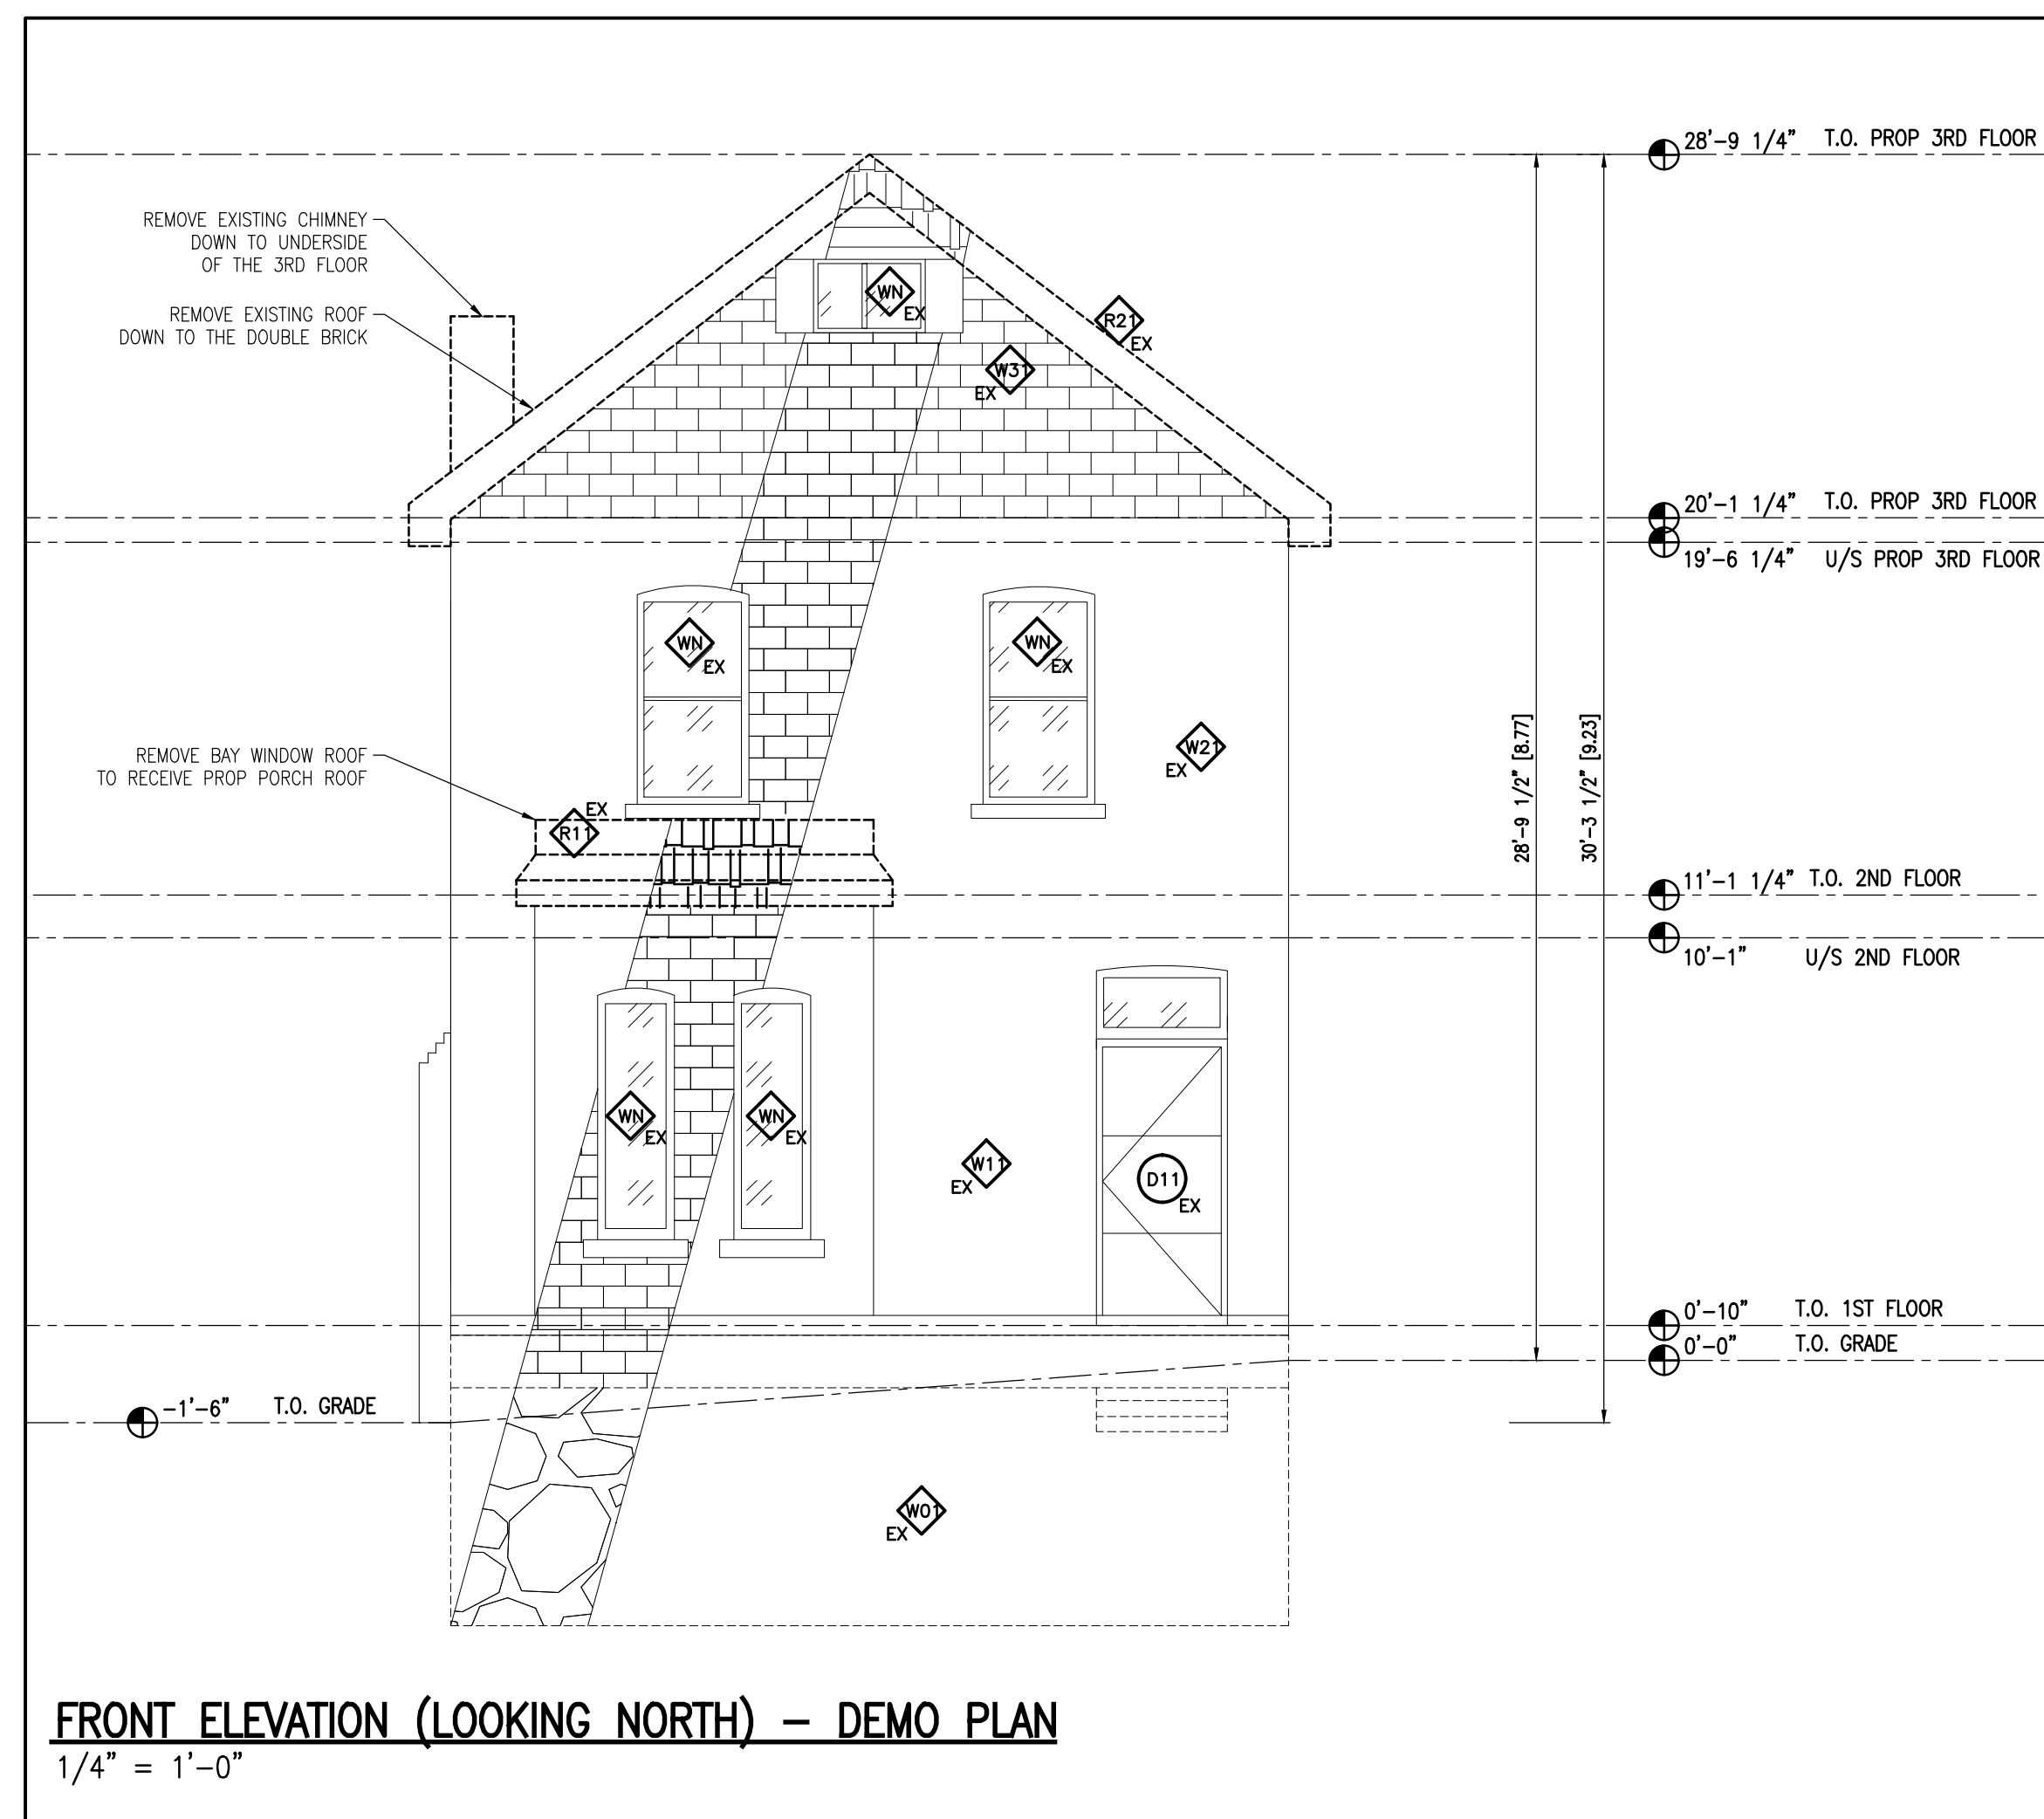 28'-9 1/4" T.O. PROP 3RD FLOOR
REMOVE EXISTING CHIMNEY
DOWN TO UNDERSIDE
OF THE 3RD FLOOR
REMOVE EXISTING ROOF
DOWN TO THE DOUBLE BRICK
WN
EX
R21
EX
W31
EX
20'-1 1/4" T.O. PROP 3RD FLOOR
19'-6 1/4" U/S PROP 3RD FLOOR
WN
EX
WN
EX
W21
EX
28'-9 1/2" [8.77]
30'-3 1/2" [9.23]
REMOVE BAY WINDOW ROOF
TO RECEIVE PROP PORCH ROOF
EX
R11
11'-1 1/4" T.O. 2ND FLOOR
10'-1" U/S 2ND FLOOR
WN
EX
WN
EX
W11
EX
D11
EX
0'-10" T.O. 1ST FLOOR
0'-0" T.O. GRADE
-1'-6" T.O. GRADE
W01
EX
FRONT ELEVATION (LOOKING NORTH) - DEMO PLAN
1/4" = 1'-0"